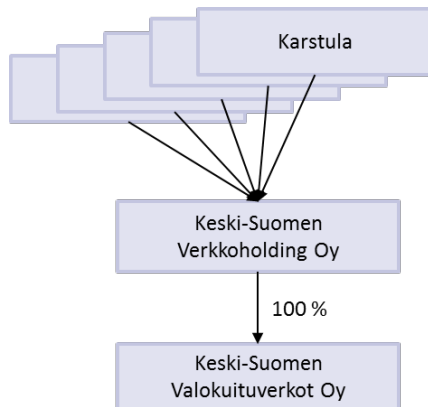 Karstula
Keski-Suomen
Verkkoholding Oy
100 %
Keski-Suomen
Valokuituverkot Oy